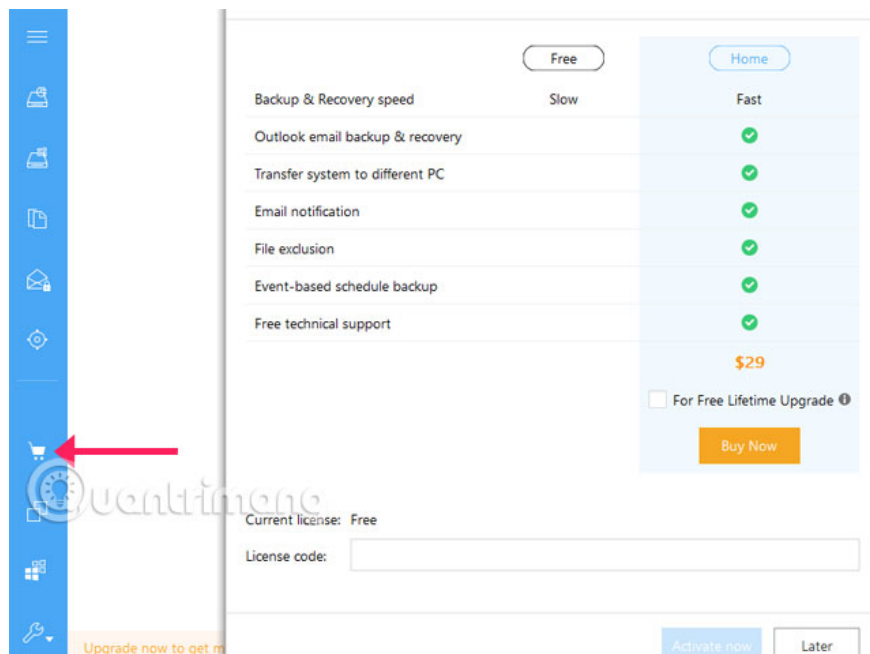 Free Home
Backup & Recovery speed Slow Fast
Outlook email backup & recovery
Transfer system to different PC
Email notification
File exclusion
Event-based schedule backup
Free technical support
$29
For Free Lifetime Upgrade
Buy Now
Quantrimang
Current license: Free
License code:
Upgrade now to get m
Activate now Later